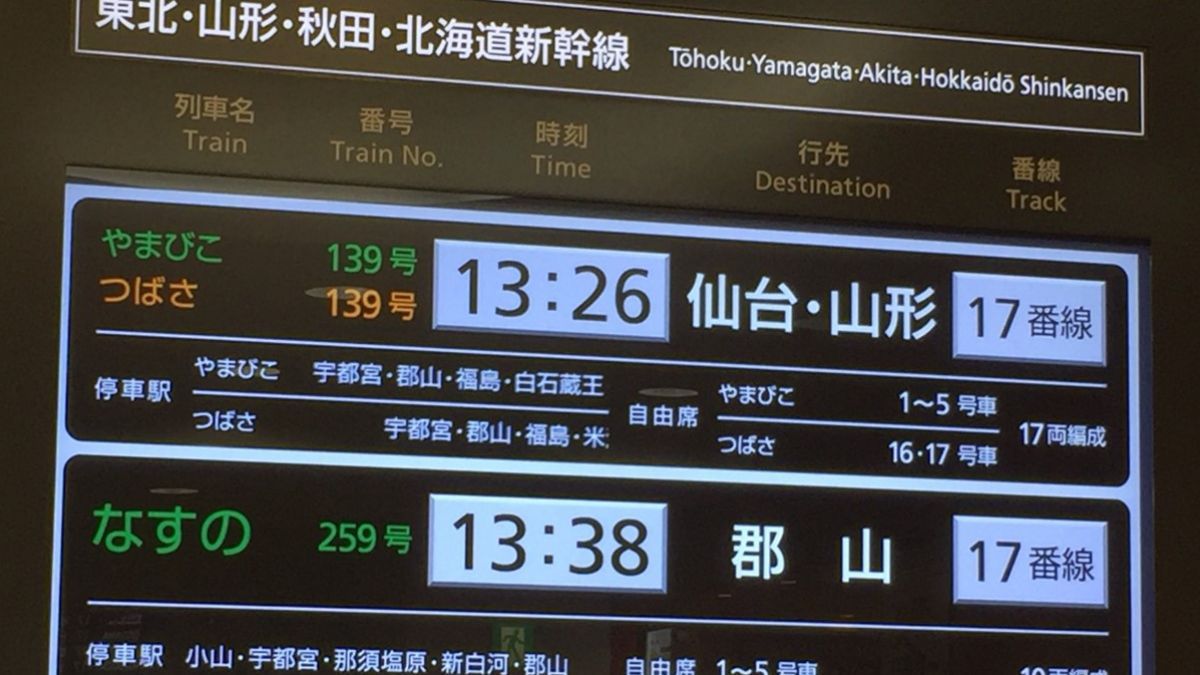 東北・山形・秋田・北海道新幹線 Tōhoku・Yamagata・Akita・Hokkaidō Shinkansen
列車名 番号 時刻 行先 番線
Train Train No. Time Destination Track
やまびこ 139号 13:26 仙台・山形 17番線
つばさ 139号
停車駅 やまびこ 宇都宮・郡山・福島・白石蔵王 自由席 やまびこ 1〜5号車 17両編成
つばさ 宇都宮・郡山・福島・米 つばさ 16・17号車
なすの 259号 13:38 郡山 17番線
停車駅 小山・宇都宮・那須塩原・新白河・郡山 自由席 1〜5号車